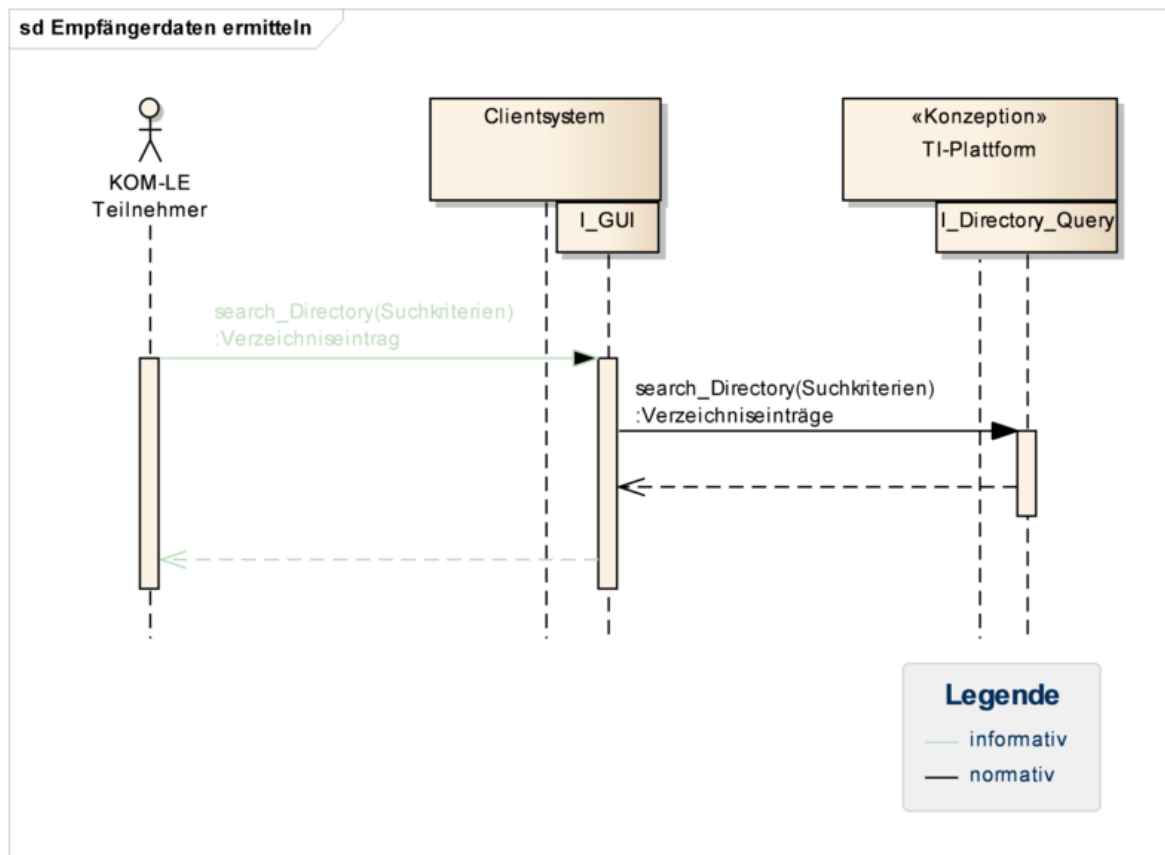 sd Empfängerdaten ermitteln
KOM-LE
Teilnehmer
Clientsystem
I_GUI
«Konzeption»
TI-Plattform
I_Directory_Query
search_Directory(Suchkriterien)
:Verzeichniseintrag
search_Directory(Suchkriterien)
:Verzeichniseinträge
Legende
informativ
normativ